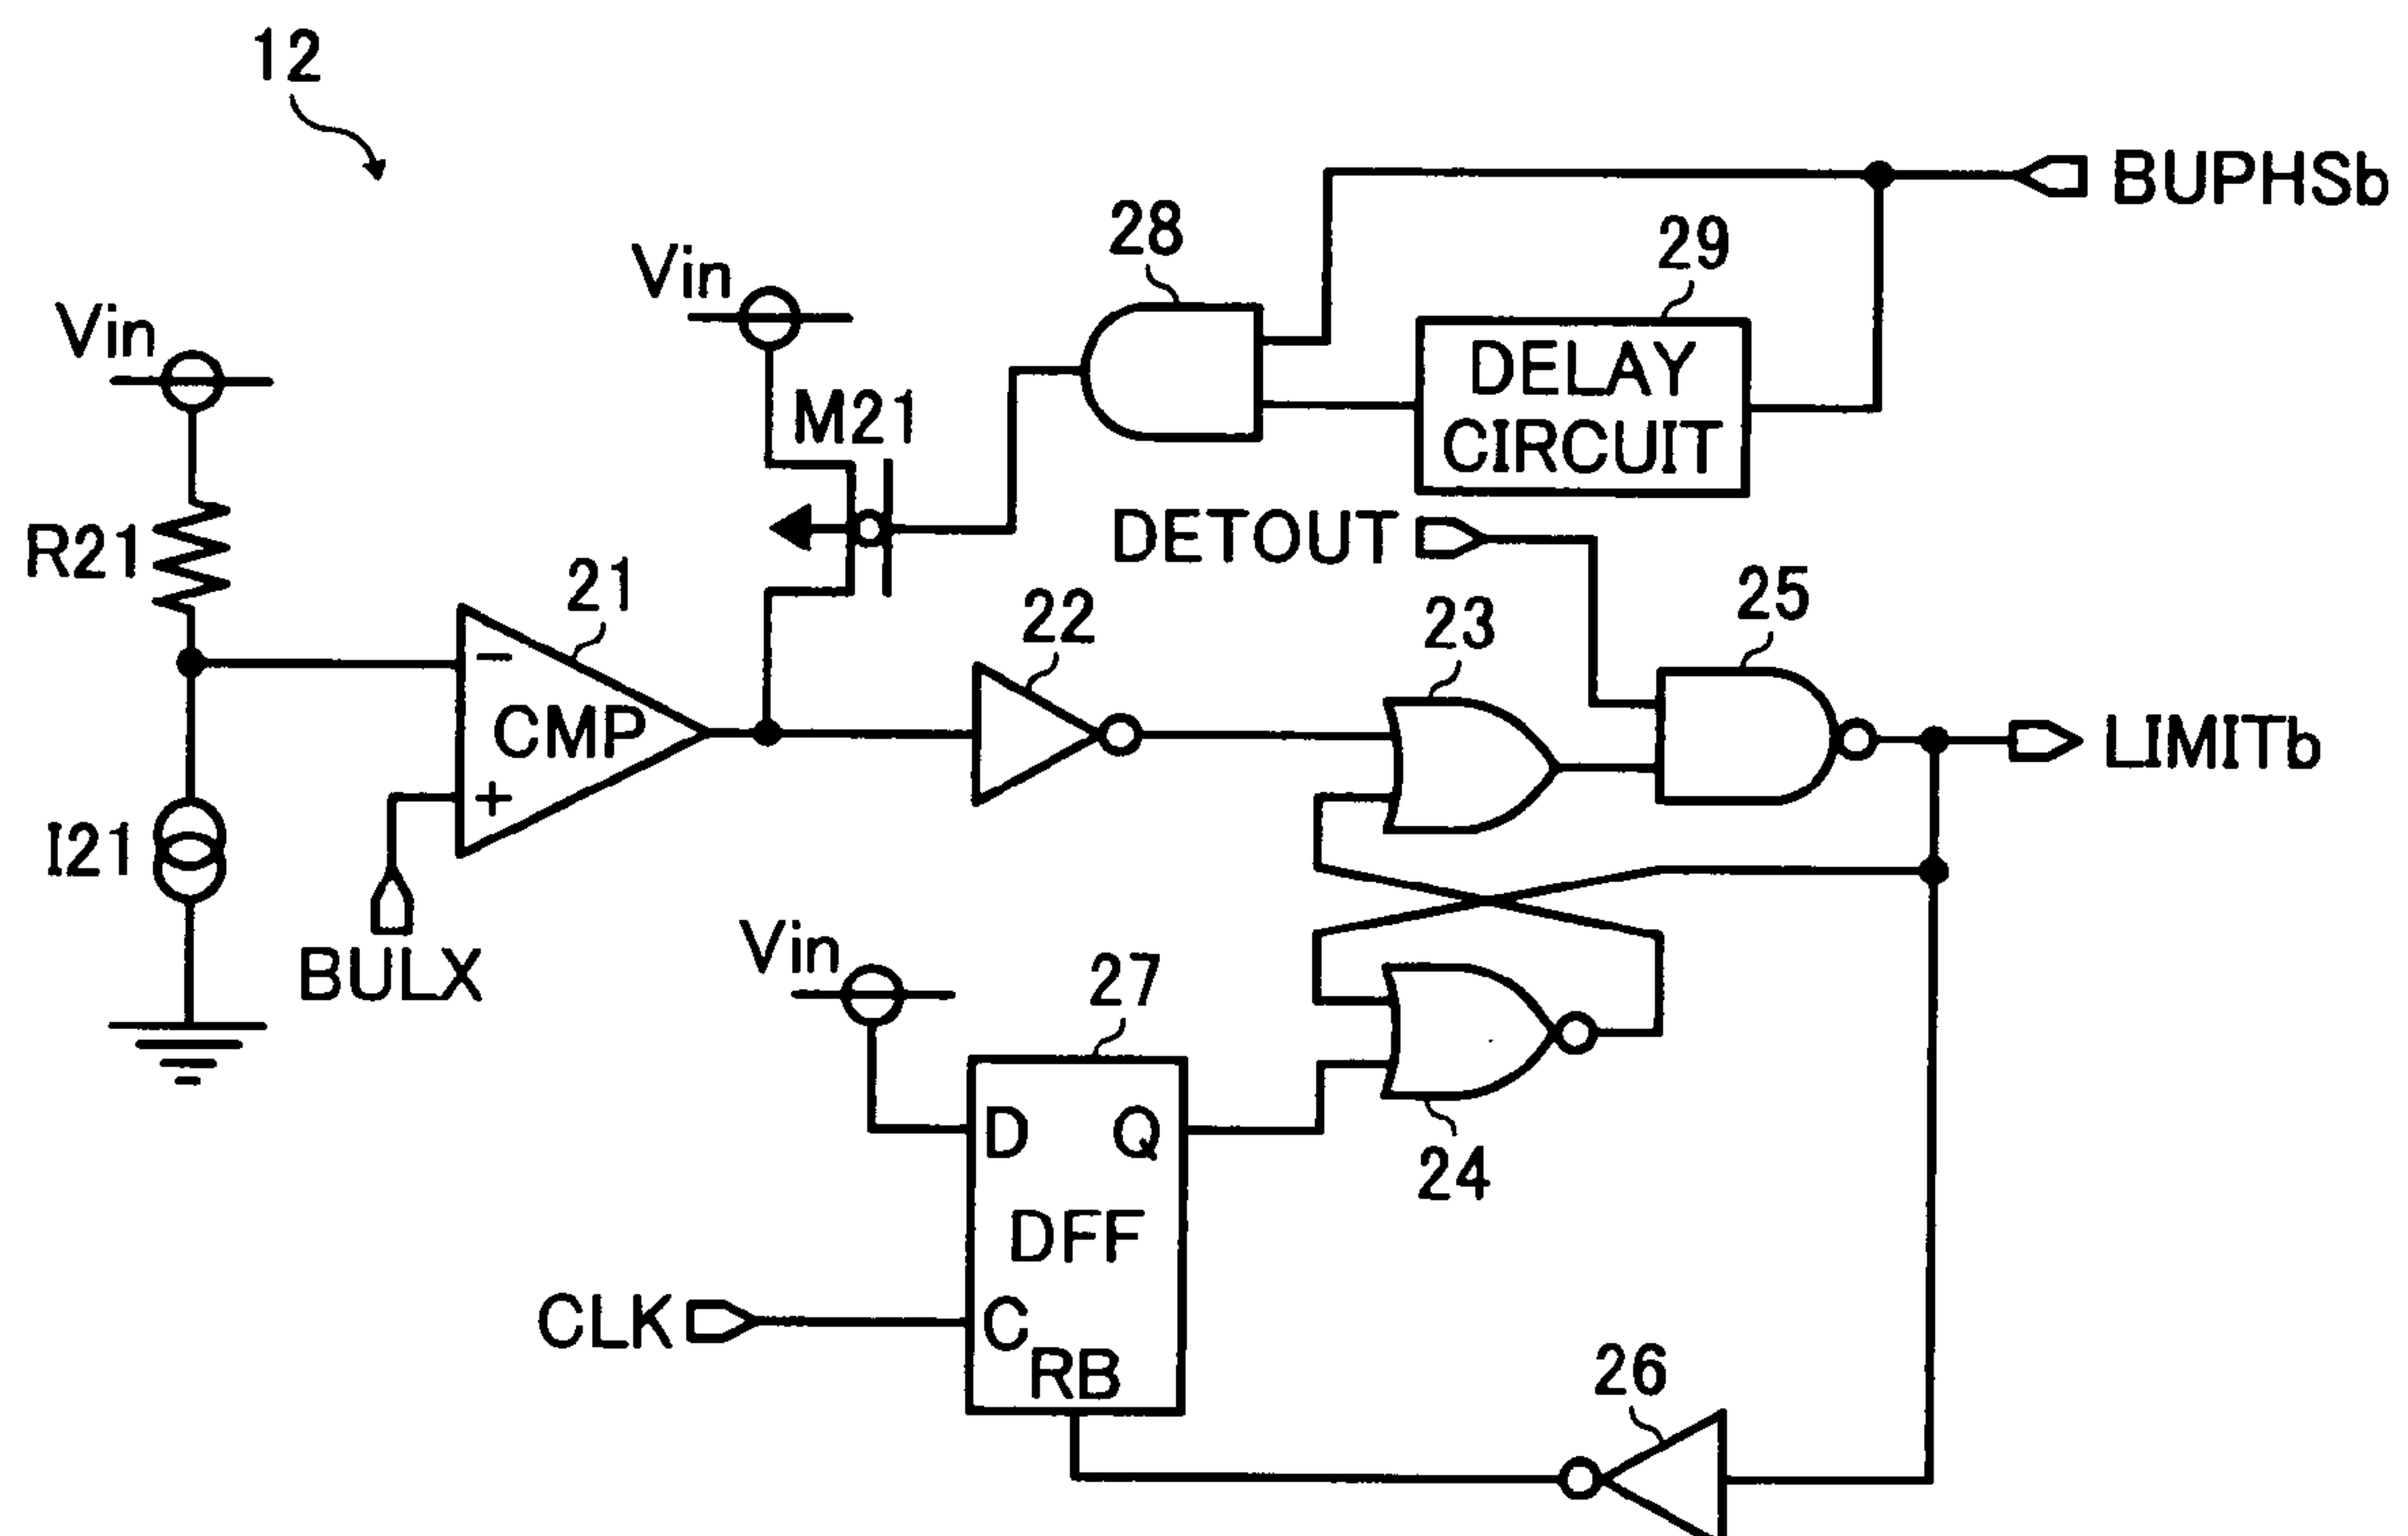 12
BUPHSb
28
29
Vin
Vin
DELAY
CIRCUIT
M21
DETOUT
R21
21
22
23
25
−
CMP
+
LIMITb
I21
BULX
Vin
27
D
Q
24
DFF
CLK
C
RB
26